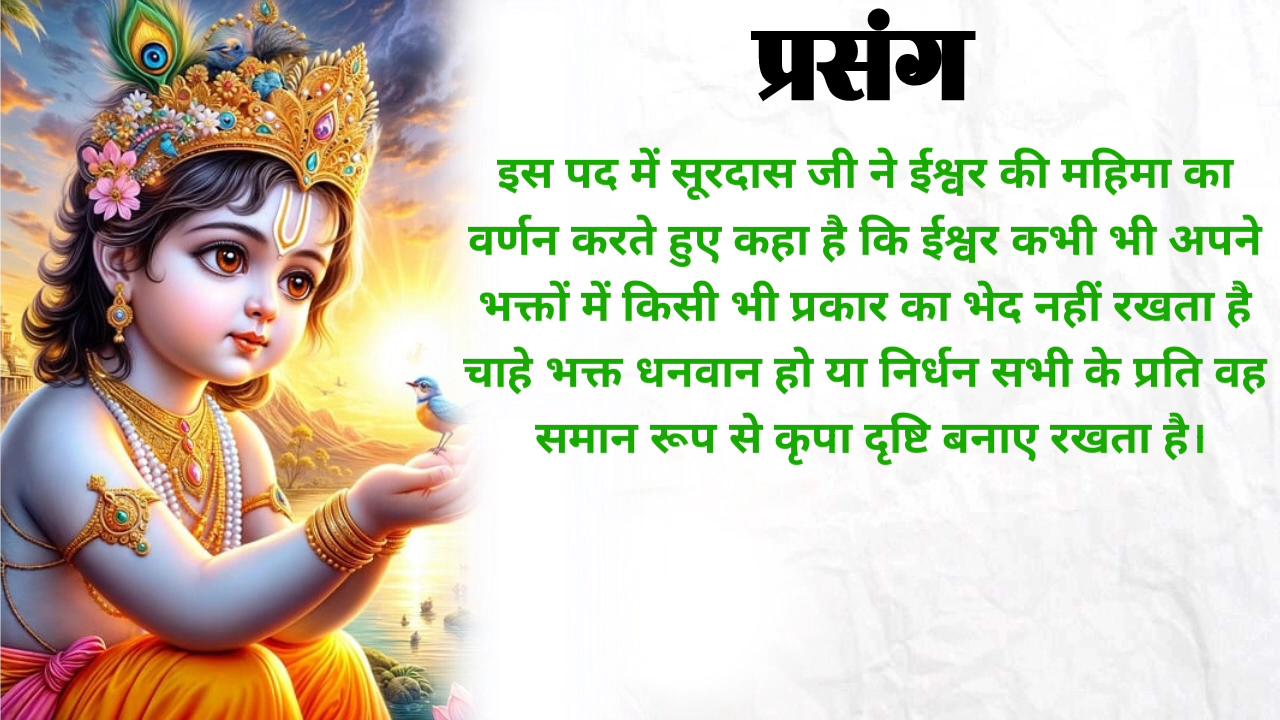 प्रसंग
इस पद में सूरदास जी ने ईश्वर की महिमा का
वर्णन करते हुए कहा है कि ईश्वर कभी भी अपने
भक्तों में किसी भी प्रकार का भेद नहीं रखता है
चाहे भक्त धनवान हो या निर्धन सभी के प्रति वह
समान रूप से कृपा दृष्टि बनाए रखता है।